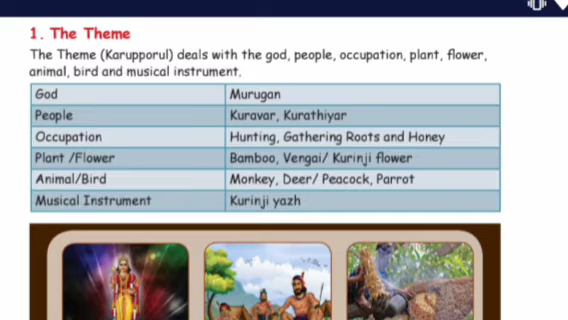 1. The Theme
The Theme (Karupporul) deals with the god, people, occupation, plant, flower,
animal, bird and musical instrument.
God Murugan
People Kuravar, Kurathiyar
Occupation Hunting, Gathering Roots and Honey
Plant /Flower Bamboo, Vengai/ Kurinji flower
Animal/Bird Monkey, Deer/ Peacock, Parrot
Musical Instrument Kurinji yazh